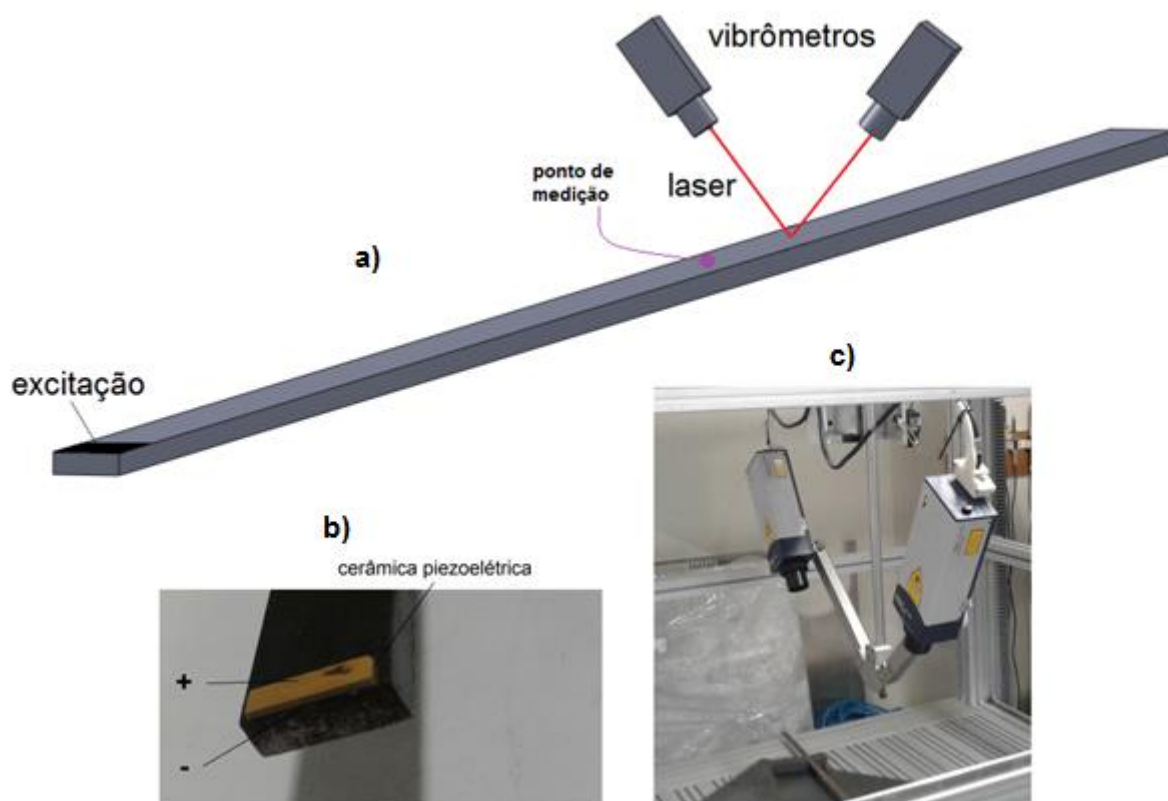 vibrômetros
ponto de
medição
laser
a)
excitação
c)
b)
cerâmica piezoelétrica
+
-